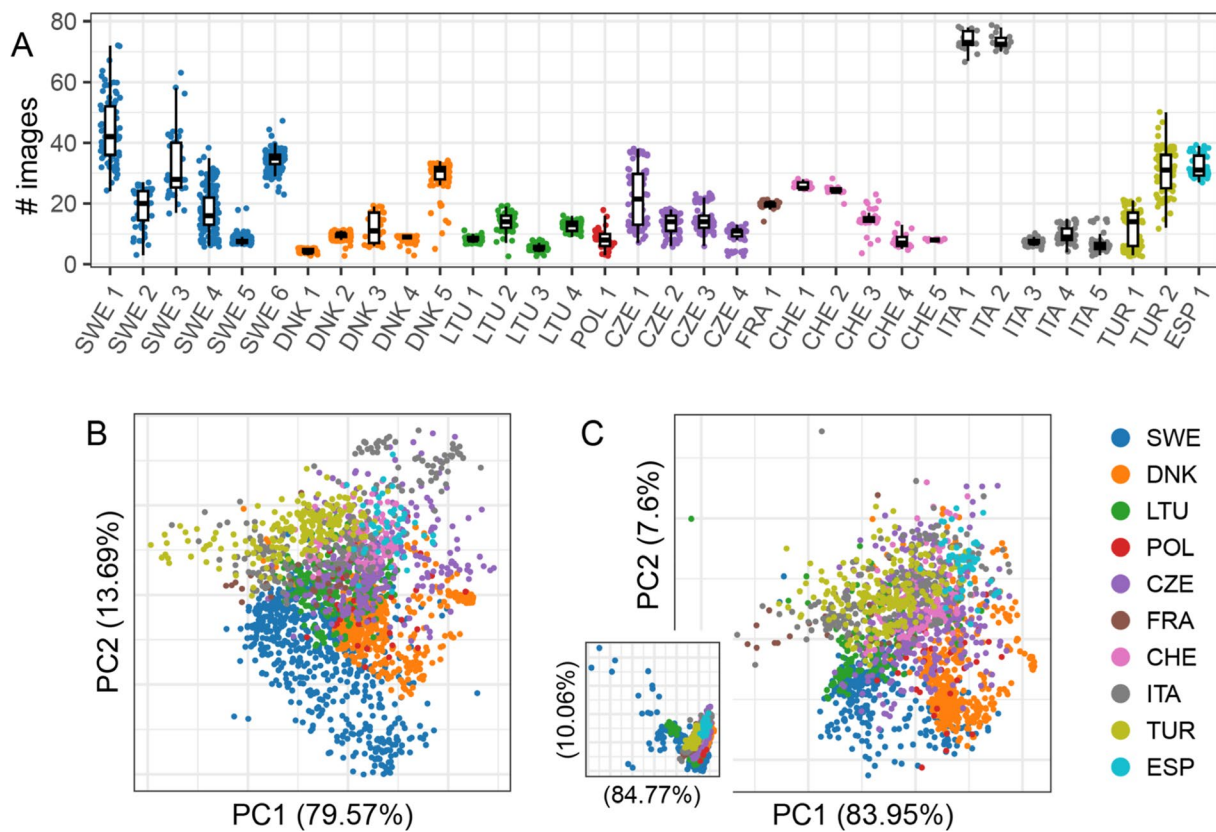 A
# images
80
60
40
20
0
SWE 1
SWE 2
SWE 3
SWE 4
SWE 5
SWE 6
DNK 1
DNK 2
DNK 3
DNK 4
DNK 5
LTU 1
LTU 2
LTU 3
LTU 4
POL 1
CZE 1
CZE 2
CZE 3
CZE 4
FRA 1
CHE 1
CHE 2
CHE 3
CHE 4
CHE 5
ITA 1
ITA 2
ITA 3
ITA 4
ITA 5
TUR 1
TUR 2
ESP 1
B
PC2 (13.69%)
PC1 (79.57%)
C
PC2 (7.6%)
(10.06%)
(84.77%)
PC1 (83.95%)
SWE
DNK
LTU
POL
CZE
FRA
CHE
ITA
TUR
ESP